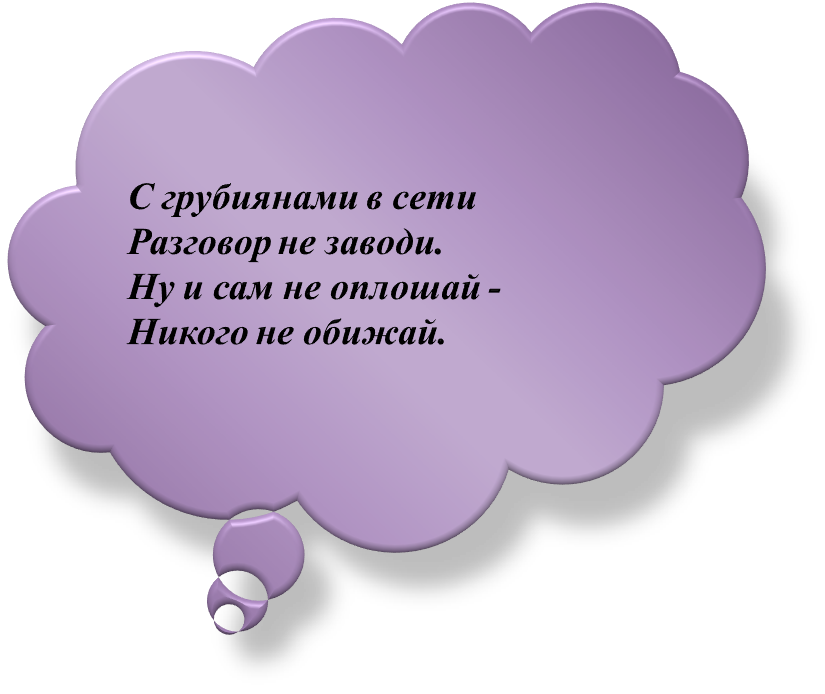 С грубиянами в сети
Разговор не заводи.
Ну и сам не оплошай -
Никого не обижай.